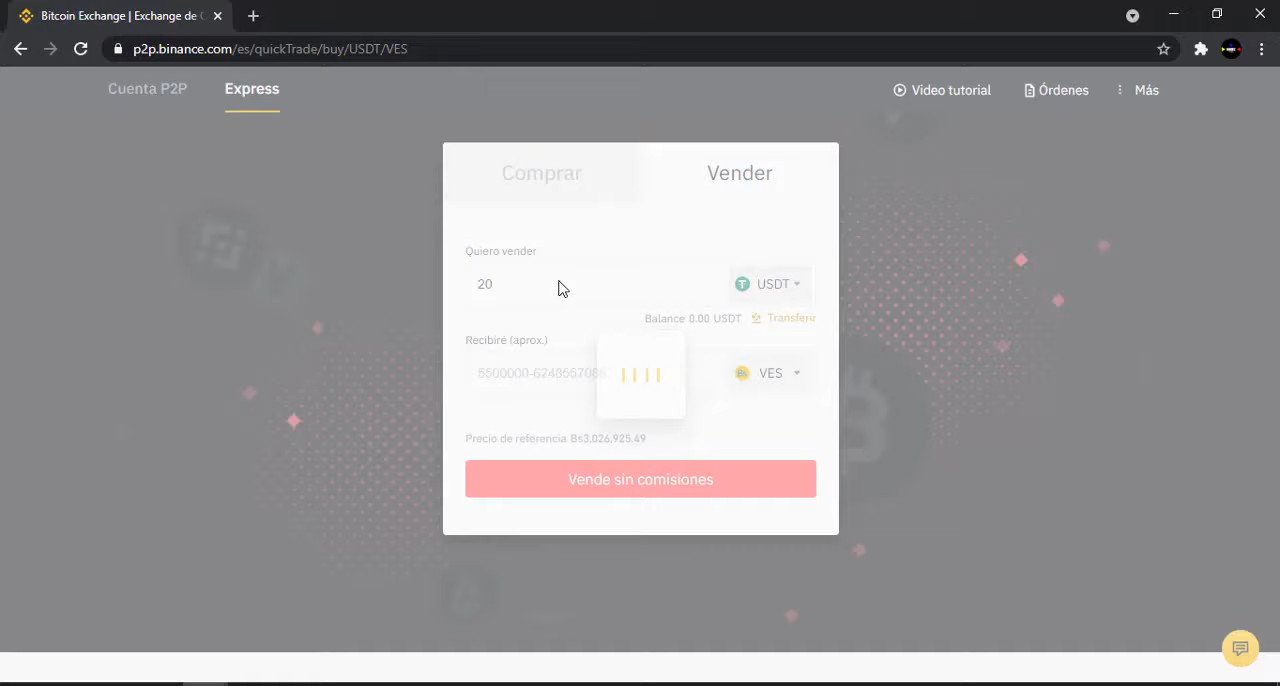 Bitcoin Exchange | Exchange de
p2p.binance.com/es/quickTrade/buy/USDT/VES
Cuenta P2P
Express
Video tutorial
Órdenes
Más
Comprar
Vender
Quiero vender
20
USDT
Balance 0.00 USDT
Recibiré (aprox.)
VES
Precio de referencia Bs3,026,925.49
Vende sin comisiones